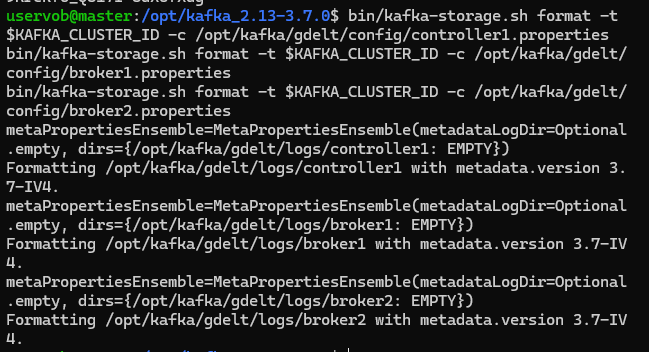 uservob@master:/opt/kafka_2.13-3.7.0$ bin/kafka-storage.sh format -t
$KAFKA_CLUSTER_ID -c /opt/kafka/gdelt/config/controller1.properties
bin/kafka-storage.sh format -t $KAFKA_CLUSTER_ID -c /opt/kafka/gdelt/
config/broker1.properties
bin/kafka-storage.sh format -t $KAFKA_CLUSTER_ID -c /opt/kafka/gdelt/
config/broker2.properties
metaPropertiesEnsemble=MetaPropertiesEnsemble(metadataLogDir=Optional
.empty, dirs={/opt/kafka/gdelt/logs/controller1: EMPTY})
Formatting /opt/kafka/gdelt/logs/controller1 with metadata.version 3.
7-IV4.
metaPropertiesEnsemble=MetaPropertiesEnsemble(metadataLogDir=Optional
.empty, dirs={/opt/kafka/gdelt/logs/broker1: EMPTY})
Formatting /opt/kafka/gdelt/logs/broker1 with metadata.version 3.7-IV
4.
metaPropertiesEnsemble=MetaPropertiesEnsemble(metadataLogDir=Optional
.empty, dirs={/opt/kafka/gdelt/logs/broker2: EMPTY})
Formatting /opt/kafka/gdelt/logs/broker2 with metadata.version 3.7-IV
4.